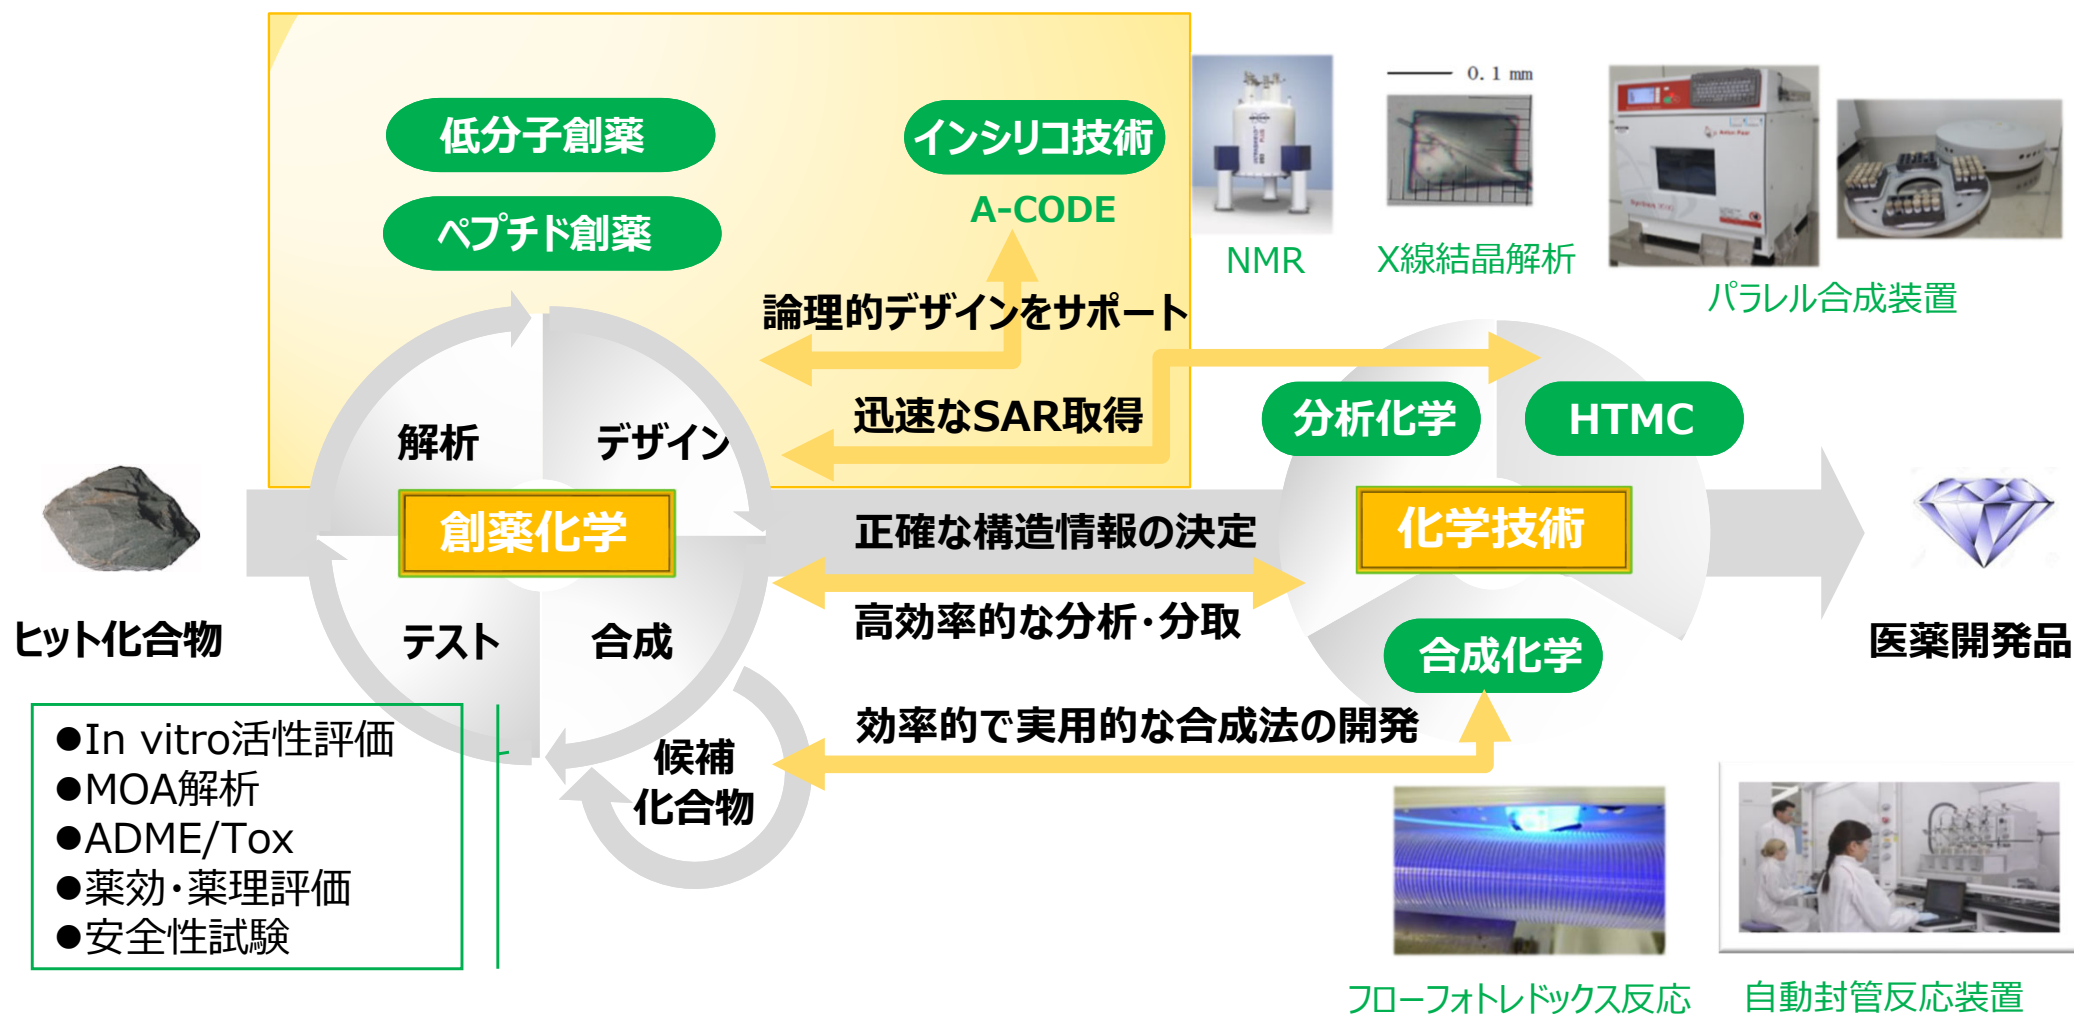 低分子創薬
ペプチド創薬
インシリコ技術
A-CODE
0.1 mm
NMR
X線結晶解析
パラレル合成装置
論理的デザインをサポート
迅速なSAR取得
解析
デザイン
分析化学
HTMC
創薬化学
正確な構造情報の決定
化学技術
ヒット化合物
テスト
合成
高効率的な分析・分取
合成化学
医薬開発品
●In vitro活性評価
●MOA解析
●ADME/Tox
●薬効・薬理評価
●安全性試験
候補
化合物
効率的で実用的な合成法の開発
フローフォトレドックス反応
自動封管反応装置